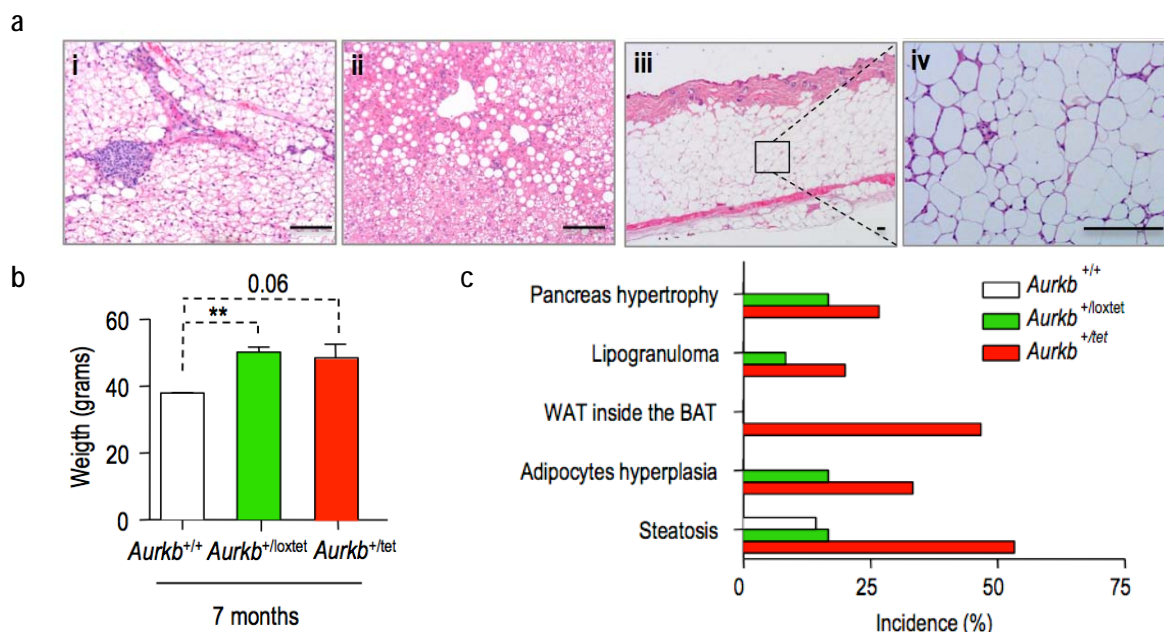 a
i
ii
iii
iv
b
0.06
**
60
40
20
0
Weigth (grams)
Aurkb+/+
Aurkb+/loxtet
Aurkb+/tet
7 months
c
Aurkb+/+
Aurkb+/loxtet
Aurkb+/tet
Pancreas hypertrophy
Lipogranuloma
WAT inside the BAT
Adipocytes hyperplasia
Steatosis
0 25 50 75
Incidence (%)